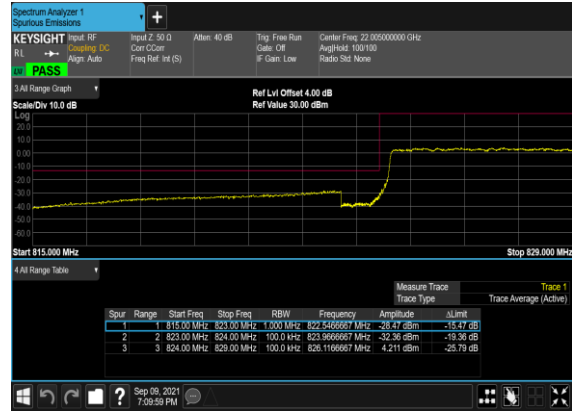 Spectrum Analyzer 1
Spurious Emissions
+
KEYSIGHT Input: RF Input Z: 50 Ω Atten: 40 dB Trig: Free Run Center Freq: 22.005000000 GHz
RL Coupling: DC Corr CCorr Gate: Off Avg|Hold: 100/100
Align: Auto Freq Ref: Int (S) IF Gain: Low Radio Std: None
PASS
3 All Range Graph
Ref Lvl Offset 4.00 dB
Scale/Div 10.0 dB Ref Value 30.00 dBm
Log
20.0
10.0
0.00
-10.0
-20.0
-30.0
-40.0
-50.0
-60.0
Start 815.000 MHz Stop 829.000 MHz
4 All Range Table
Measure Trace Trace 1
Trace Type Trace Average (Active)
Spur Range Start Freq Stop Freq RBW Frequency Amplitude ΔLimit
1 1 815.00 MHz 823.00 MHz 1.000 MHz 822.5466667 MHz -28.47 dBm -15.47 dB
2 2 823.00 MHz 824.00 MHz 100.0 kHz 823.9666667 MHz -32.36 dBm -19.36 dB
3 3 824.00 MHz 829.00 MHz 100.0 kHz 826.1166667 MHz 4.211 dBm -25.79 dB
? Sep 09, 2021
7:09:59 PM